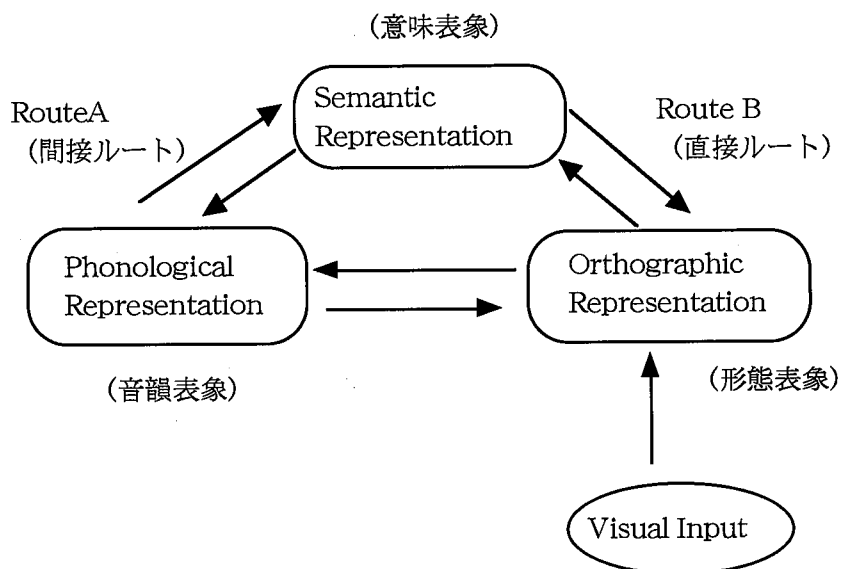 (意味表象)
Semantic
Representation
RouteA
(間接ルート)
Route B
(直接ルート)
Phonological
Representation
Orthographic
Representation
(音韻表象)
(形態表象)
Visual Input